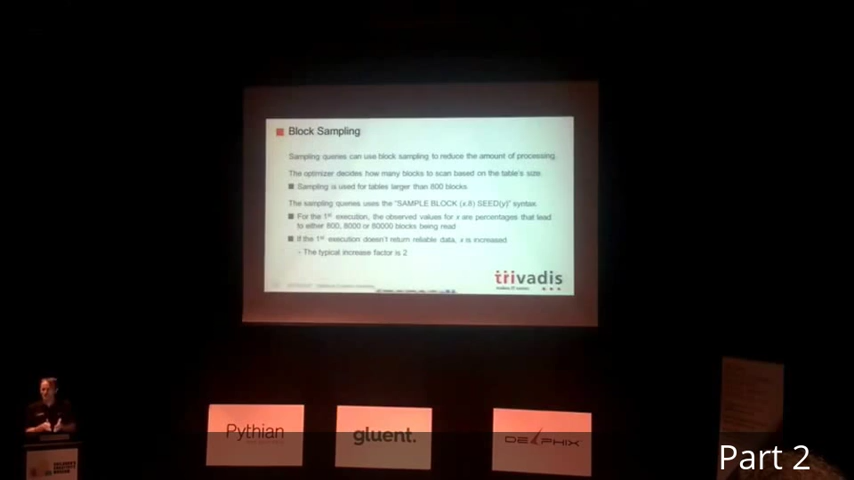 Block Sampling
Sampling queries can use block sampling to reduce the amount of processing
The optimizer decides how many blocks to scan based on the table's size
Sampling is used for tables larger than 800 blocks
The sampling queries uses the "SAMPLE BLOCK (x,8) SEED(y)" syntax.
For the 1st execution, the observed values for x are percentages that lead
to either 800, 8000 or 80000 blocks being read
If the 1st execution doesn't return reliable data, x is increased
- The typical increase factor is 2
trivadis
Pythian
gluent.
DELPHIX
Part 2